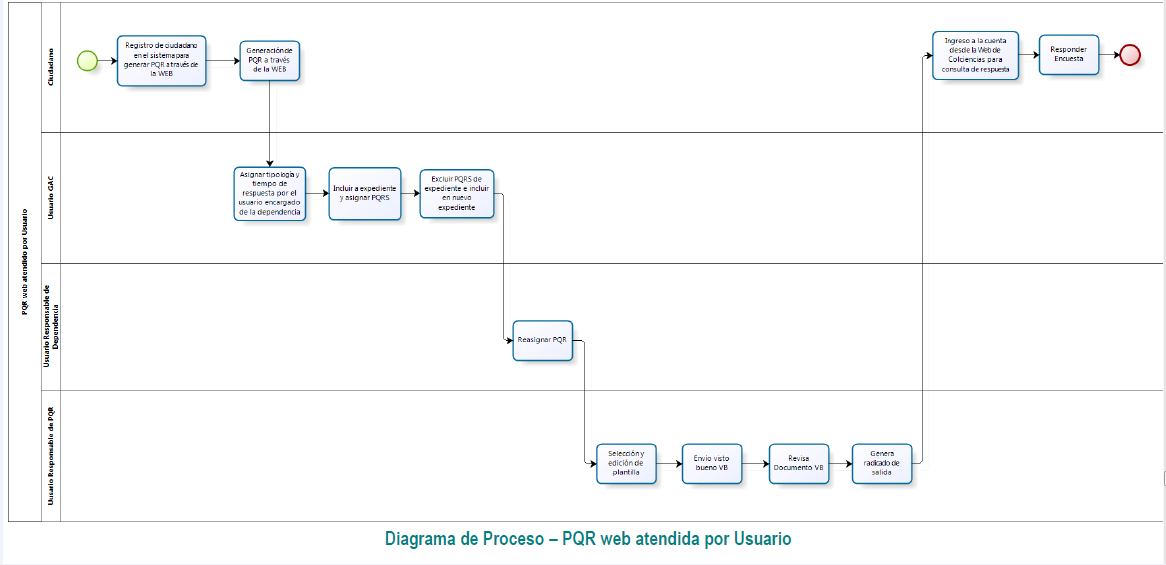 PQR web atendido por Usuario
Ciudadano
Registro de ciudadano
en el sistema para
generar PQR a través de
la WEB
Generación de
PQR a través
de la WEB
Ingreso a la cuenta
desde la Web de
Colciencias para
consulta de respuesta
Responder
Encuesta
Usuario GAC
Asignar tipología y
tiempo de
respuesta por el
usuario encargado
de la dependencia
Incluir a expediente
y asignar PQRS
Excluir PQRS de
expediente e incluir
en nuevo
expediente
Usuario Responsable de
Dependencia
Reasignar PQR
Usuario Responsable de PQR
Selección y
edición de
plantilla
Envío visto
bueno VB
Revisa
Documento VB
Genera
radicado de
salida
Diagrama de Proceso – PQR web atendida por Usuario